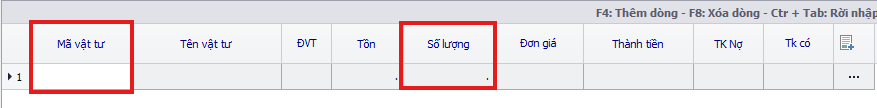 F4: Thêm dòng - F8: Xóa dòng - Ctr + Tab: Rời nhập
Mã vật tư Tên vật tư ĐVT Tồn Số lượng Đơn giá Thành tiền TK Nợ Tk có
1 . . ...